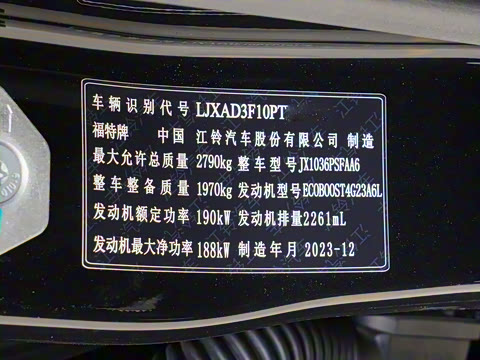 车辆识别代号 LJXAD3F10PT
福特牌 中国 江铃汽车股份有限公司 制造
最大允许总质量 2790kg 整车型号JX1036PSFAA6
整车整备质量 1970kg 发动机型号ECOBOOST4G23A6L
发动机额定功率 190kW 发动机排量2261mL
发动机最大净功率 188kW 制造年月 2023-12